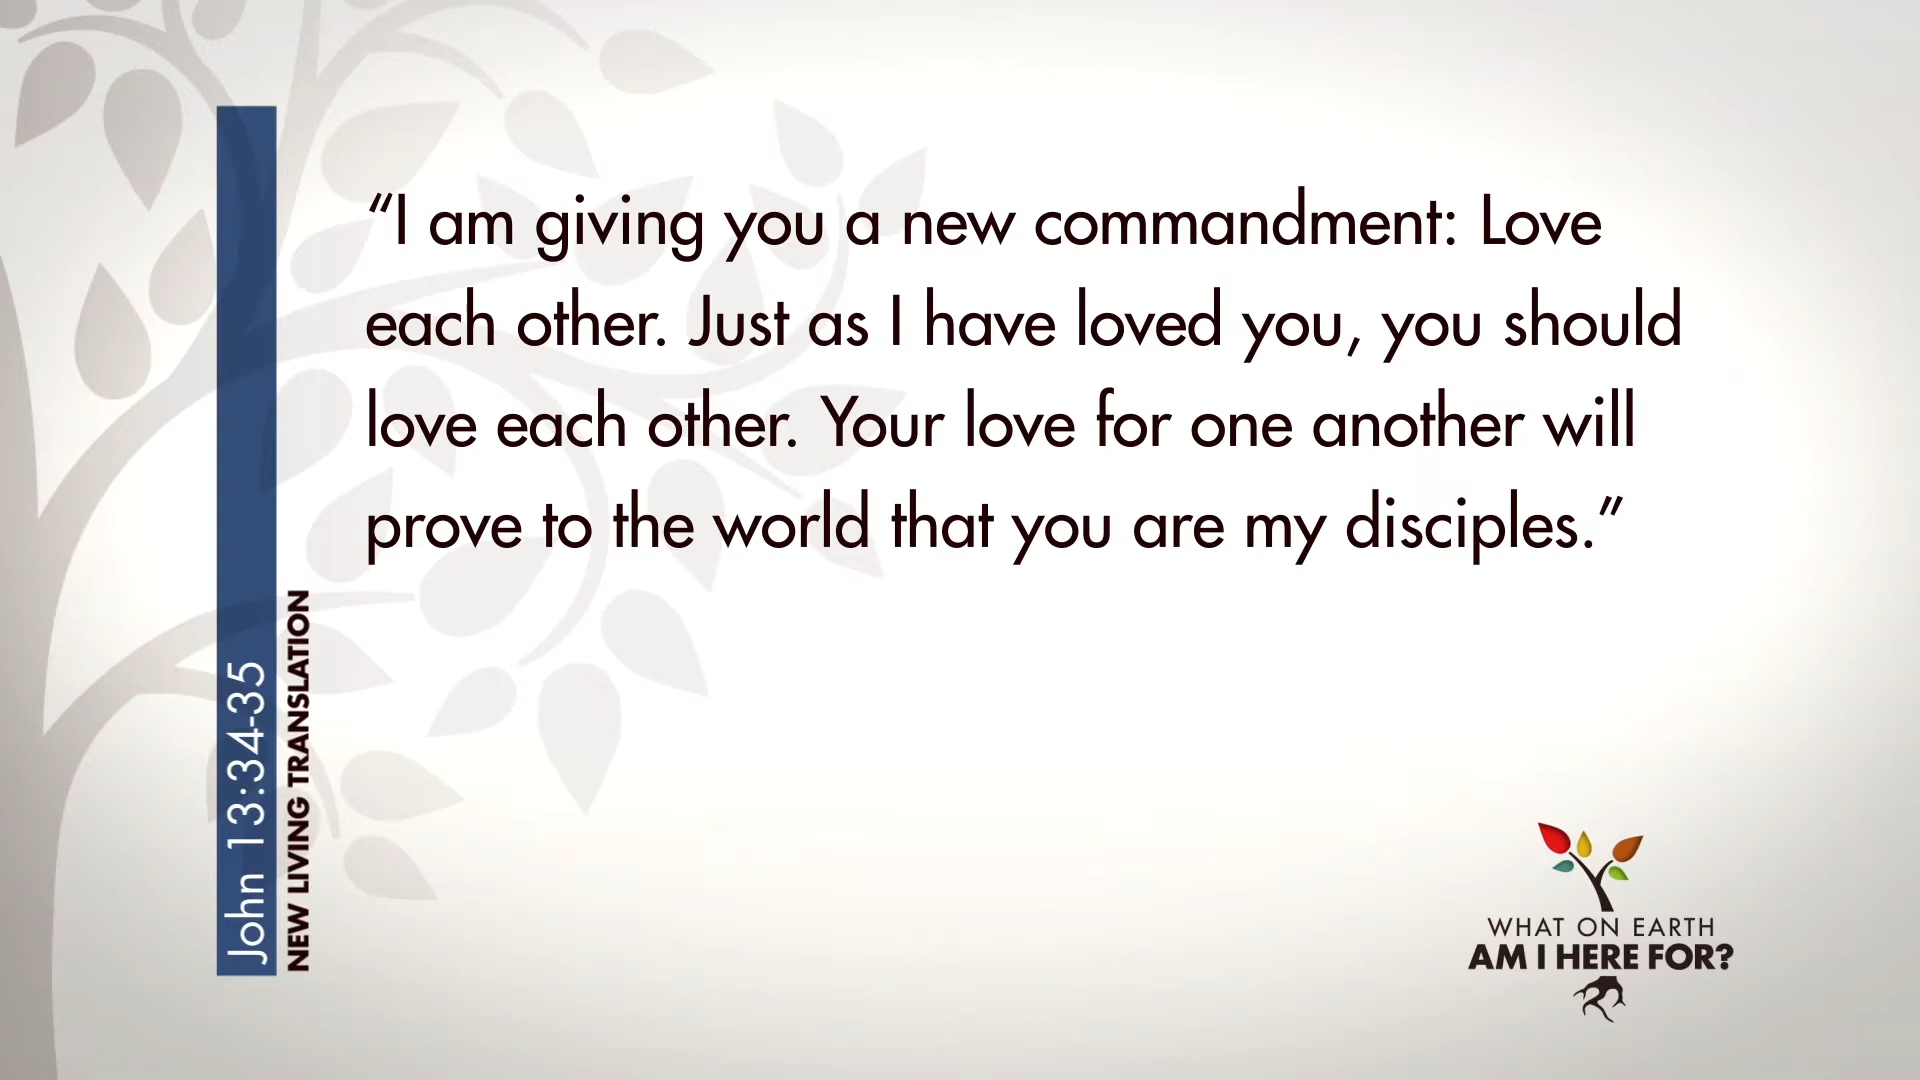 “I am giving you a new commandment: Love
each other. Just as I have loved you, you should
love each other. Your love for one another will
prove to the world that you are my disciples.”
John 13:34-35
NEW LIVING TRANSLATION
WHAT ON EARTH
AM I HERE FOR?